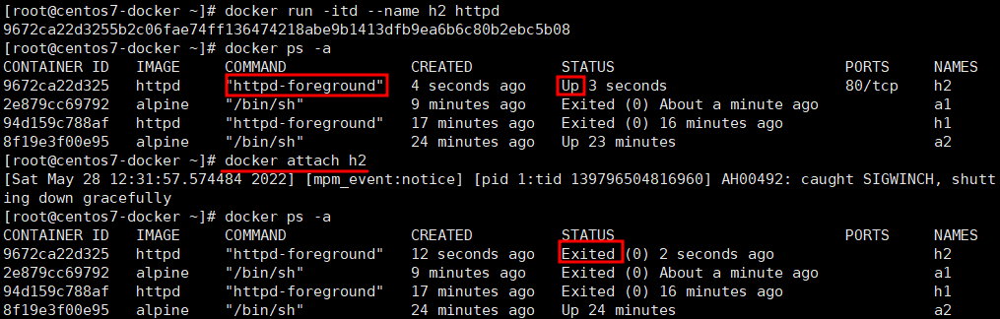 [root@centos7-docker ~]# docker run -itd --name h2 httpd
9672ca22d3255b2c06fae74ff136474218abe9b1413dfb9ea6b6c80b2ebc5b08
[root@centos7-docker ~]# docker ps -a
CONTAINER ID   IMAGE     COMMAND              CREATED          STATUS                          PORTS     NAMES
9672ca22d325   httpd     "httpd-foreground"   4 seconds ago    Up 3 seconds                    80/tcp    h2
2e879cc69792   alpine    "/bin/sh"            9 minutes ago    Exited (0) About a minute ago             a1
94d159c788af   httpd     "httpd-foreground"   17 minutes ago   Exited (0) 16 minutes ago                 h1
8f19e3f00e95   alpine    "/bin/sh"            24 minutes ago   Up 23 minutes                             a2
[root@centos7-docker ~]# docker attach h2
[Sat May 28 12:31:57.574484 2022] [mpm_event:notice] [pid 1:tid 139796504816960] AH00492: caught SIGWINCH, shutt
ing down gracefully
[root@centos7-docker ~]# docker ps -a
CONTAINER ID   IMAGE     COMMAND              CREATED          STATUS                          PORTS     NAMES
9672ca22d325   httpd     "httpd-foreground"   12 seconds ago   Exited (0) 2 seconds ago                  h2
2e879cc69792   alpine    "/bin/sh"            9 minutes ago    Exited (0) About a minute ago             a1
94d159c788af   httpd     "httpd-foreground"   17 minutes ago   Exited (0) 16 minutes ago                 h1
8f19e3f00e95   alpine    "/bin/sh"            24 minutes ago   Up 24 minutes                             a2